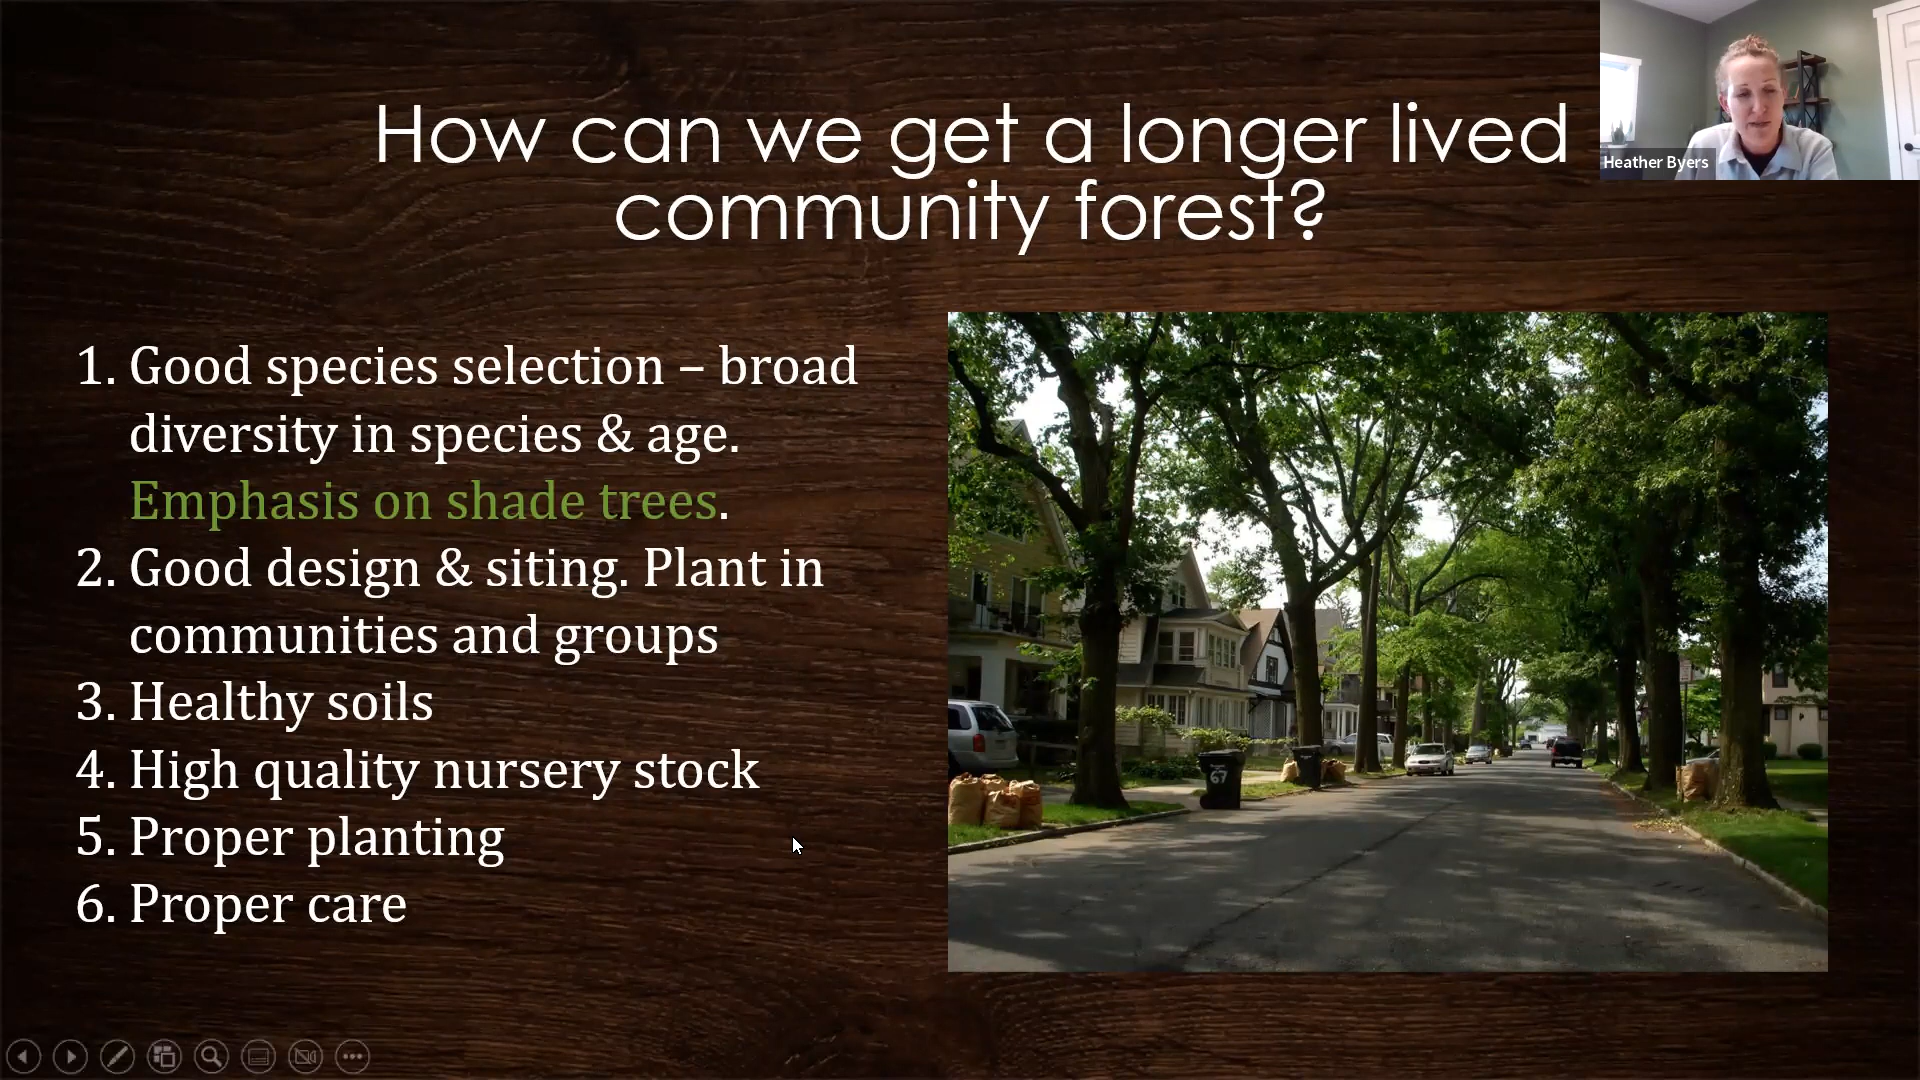 How can we get a longer lived
community forest?
Heather Byers
1. Good species selection – broad
diversity in species & age.
Emphasis on shade trees.
2. Good design & siting. Plant in
communities and groups
3. Healthy soils
4. High quality nursery stock
5. Proper planting
6. Proper care
67